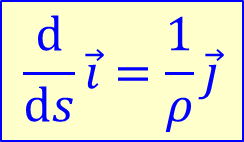 d/ds ı⃗ = 1/ρ ȷ⃗